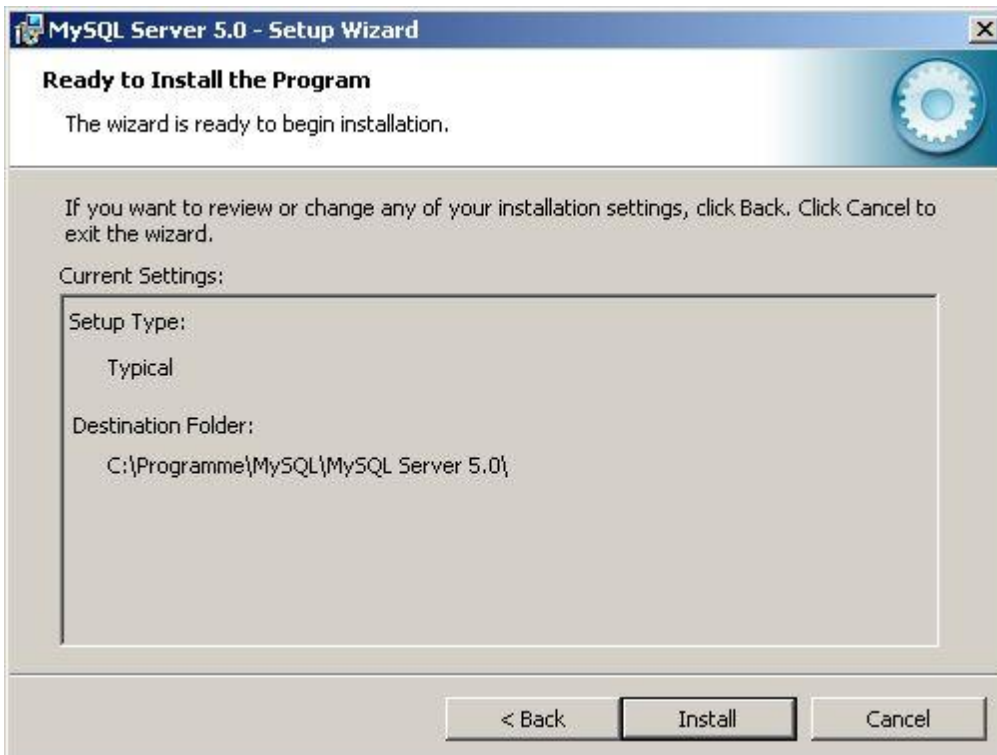 MySQL Server 5.0 - Setup Wizard
Ready to Install the Program
The wizard is ready to begin installation.
If you want to review or change any of your installation settings, click Back. Click Cancel to
exit the wizard.
Current Settings:
Setup Type:
Typical
Destination Folder:
C:\Programme\MySQL\MySQL Server 5.0\
< Back
Install
Cancel